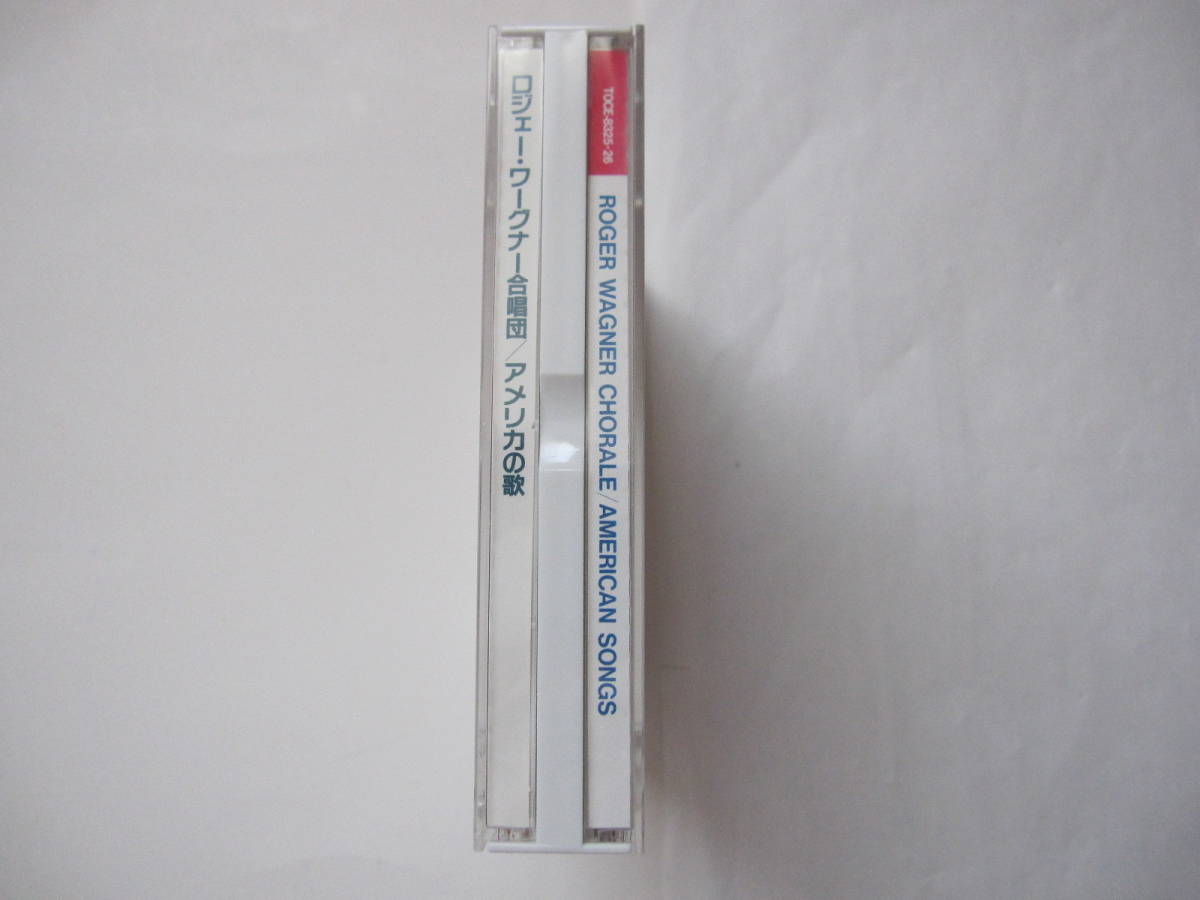 ロジェー・ワーグナー合唱団/アメリカの歌
TOCE-8325・26
ROGER WAGNER CHORALE/AMERICAN SONGS